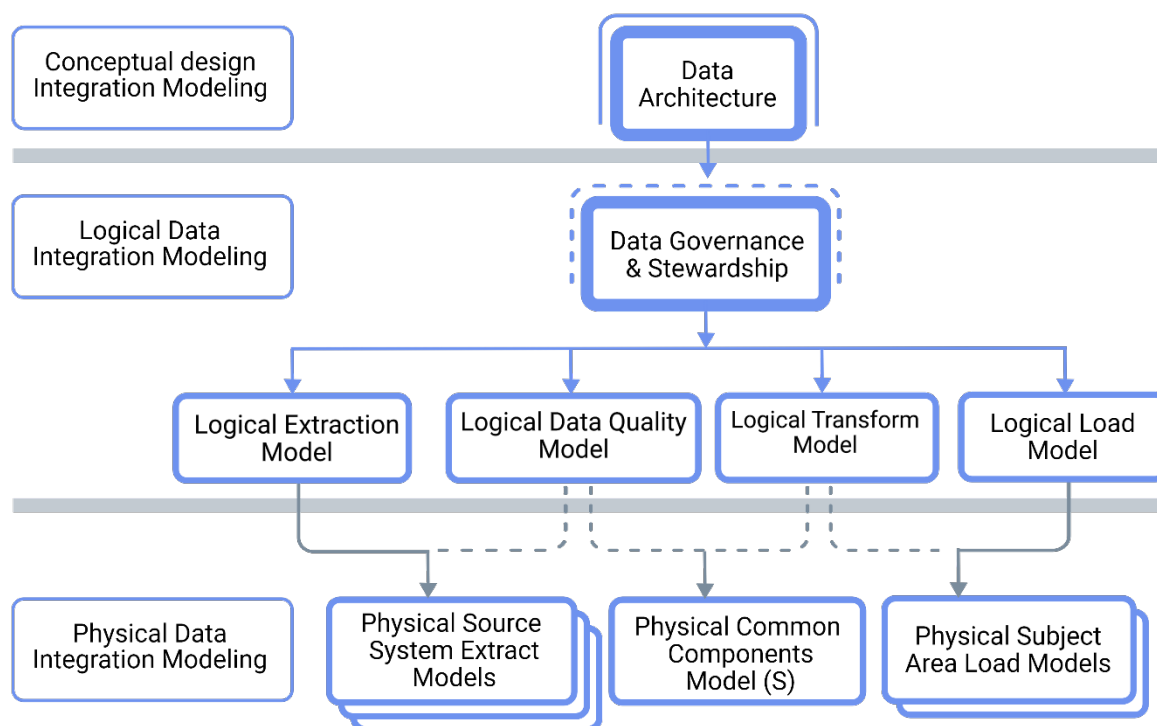 Conceptual design
Integration Modeling
Data
Architecture
Logical Data
Integration Modeling
Data Governance
& Stewardship
Logical Extraction
Model
Logical Data Quality
Model
Logical Transform
Model
Logical Load
Model
Physical Data
Integration Modeling
Physical Source
System Extract
Models
Physical Common
Components
Model (S)
Physical Subject
Area Load Models